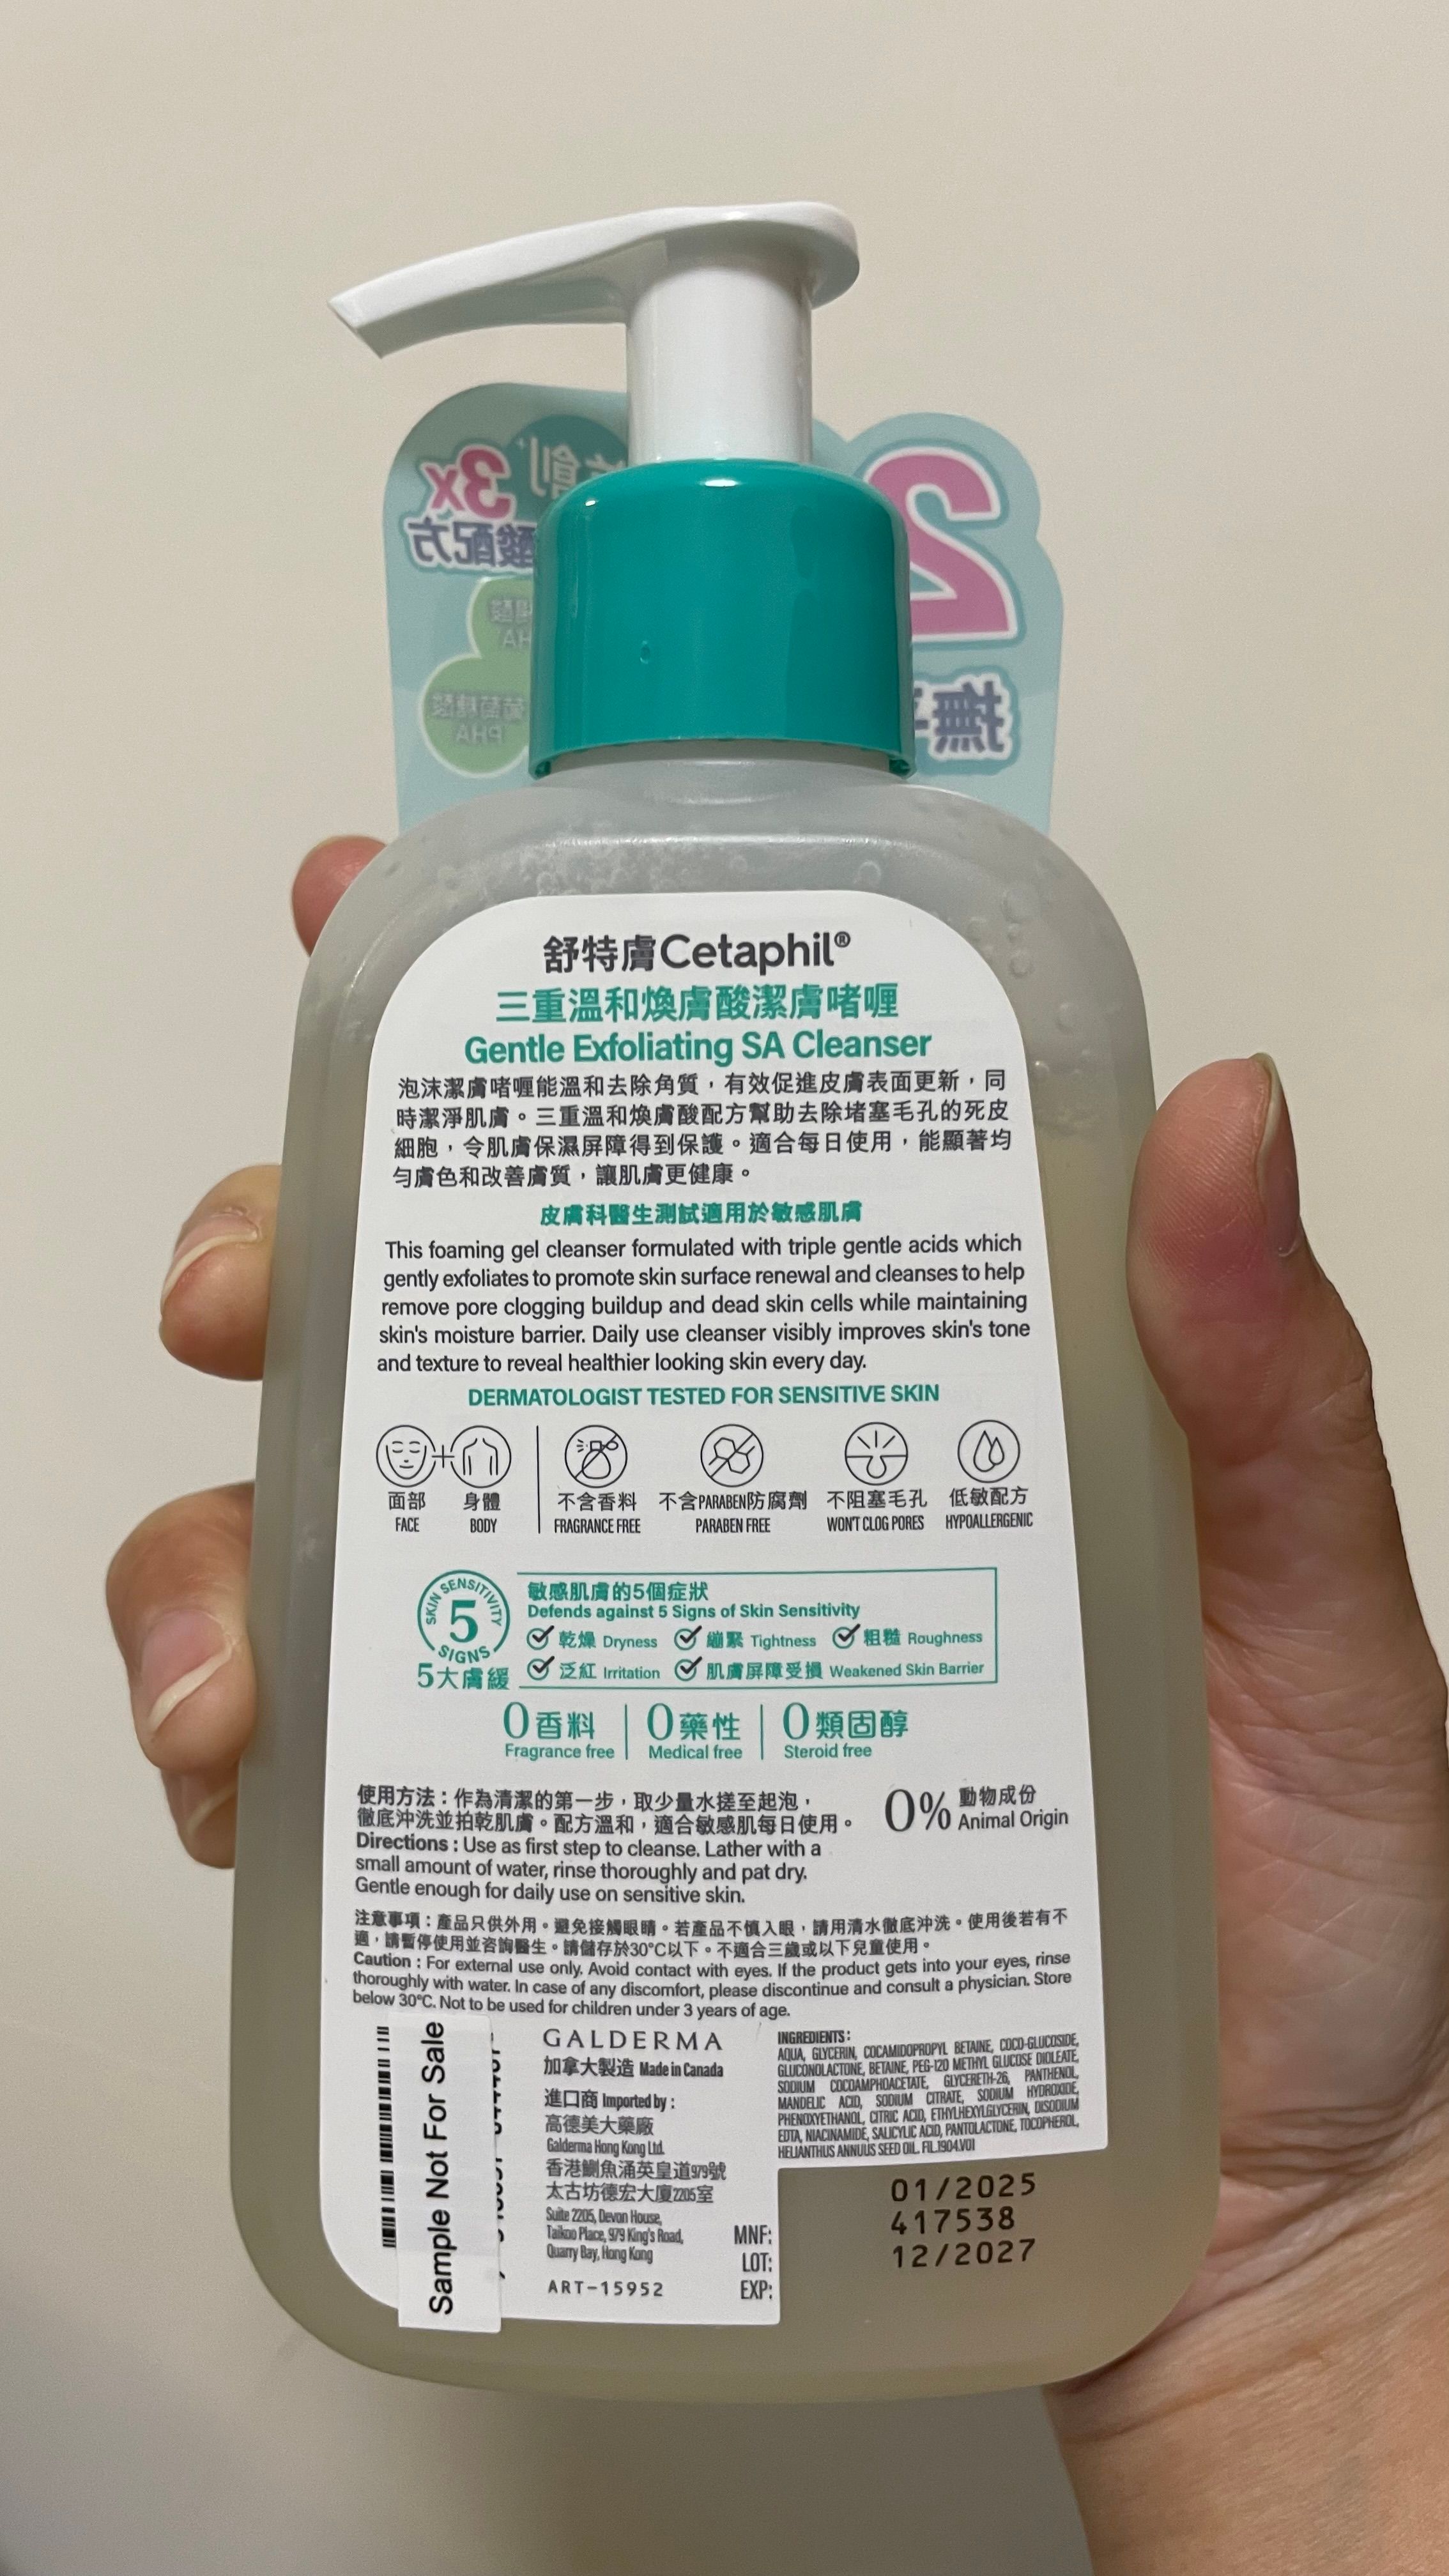 3x
創
酸配方
PHA
2
舒特膚Cetaphil®
三重溫和煥膚酸潔膚啫喱
Gentle Exfoliating SA Cleanser
泡沫潔膚啫喱能溫和去除角質，有效促進皮膚表面更新，同
時潔淨肌膚。三重溫和煥膚酸配方幫助去除堵塞毛孔的死皮
細胞，令肌膚保濕屏障得到保護。適合每日使用，能顯著均
勻膚色和改善膚質，讓肌膚更健康。
皮膚科醫生測試適用於敏感肌膚
This foaming gel cleanser formulated with triple gentle acids which
gently exfoliates to promote skin surface renewal and cleanses to help
remove pore clogging buildup and dead skin cells while maintaining
skin's moisture barrier. Daily use cleanser visibly improves skin's tone
and texture to reveal healthier looking skin every day.
DERMATOLOGIST TESTED FOR SENSITIVE SKIN
面部 身體 不含香料 不含PARABEN防腐劑 不阻塞毛孔 低敏配方
FACE BODY FRAGRANCE FREE PARABEN FREE WON'T CLOG PORES HYPOALLERGENIC
SKIN SENSITIVITY
5
SIGNS
5大膚緩
敏感肌膚的5個症狀
Defends against 5 Signs of Skin Sensitivity
乾燥 Dryness 繃緊 Tightness 粗糙 Roughness
泛紅 Irritation 肌膚屏障受損 Weakened Skin Barrier
0香料 0藥性 0類固醇
Fragrance free Medical free Steroid free
使用方法：作為清潔的第一步，取少量水搓至起泡，
徹底沖洗並拍乾肌膚。配方溫和，適合敏感肌每日使用。
Directions : Use as first step to cleanse. Lather with a
small amount of water, rinse thoroughly and pat dry.
Gentle enough for daily use on sensitive skin.
0% 動物成份
Animal Origin
注意事項：產品只供外用。避免接觸眼睛。若產品不慎入眼，請用清水徹底沖洗。使用後若有不
適，請暫停使用並咨詢醫生。請儲存於30°C以下。不適合三歲或以下兒童使用。
Caution : For external use only. Avoid contact with eyes. If the product gets into your eyes, rinse
thoroughly with water. In case of any discomfort, please discontinue and consult a physician. Store
below 30°C. Not to be used for children under 3 years of age.
Sample Not For Sale
GALDERMA
加拿大製造 Made in Canada
進口商 Imported by :
高德美大藥廠
Galderma Hong Kong Ltd.
香港鰂魚涌英皇道979號
太古坊德宏大廈2205室
Suite 2205, Devon House,
Taikoo Place, 979 King's Road,
Quarry Bay, Hong Kong
ART-15952
INGREDIENTS :
AQUA, GLYCERIN, COCAMIDOPROPYL BETAINE, COCO-GLUCOSIDE,
GLUCONOLACTONE, BETAINE, PEG-120 METHYL GLUCOSE DIOLEATE,
SODIUM COCOAMPHOACETATE, GLYCERETH-26, PANTHENOL,
MANDELIC ACID, SODIUM CITRATE, SODIUM HYDROXIDE,
PHENOXYETHANOL, CITRIC ACID, ETHYLHEXYLGLYCERIN, DISODIUM
EDTA, NIACINAMIDE, SALICYLIC ACID, PANTOLACTONE, TOCOPHEROL,
HELIANTHUS ANNUUS SEED OIL. FIL.1904.V01
MNF: 01/2025
LOT: 417538
EXP: 12/2027